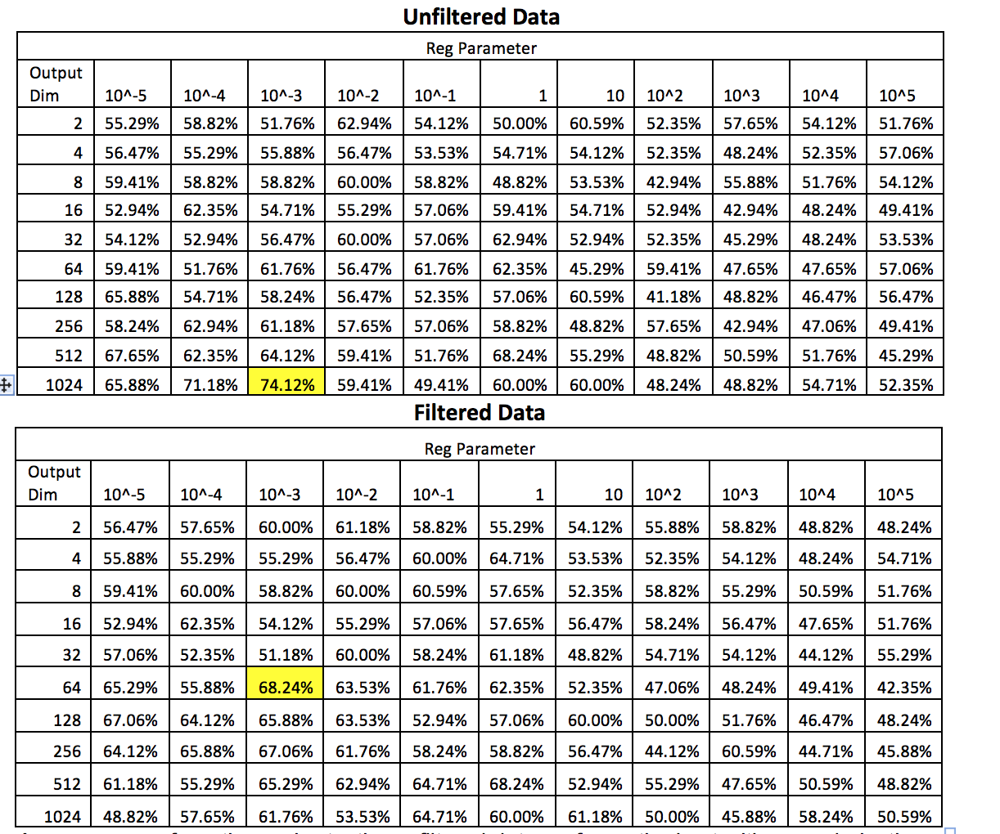 Unfiltered Data
Reg Parameter
Output
Dim 10^-5 10^-4 10^-3 10^-2 10^-1 1 10 10^2 10^3 10^4 10^5
2 55.29% 58.82% 51.76% 62.94% 54.12% 50.00% 60.59% 52.35% 57.65% 54.12% 51.76%
4 56.47% 55.29% 55.88% 56.47% 53.53% 54.71% 54.12% 52.35% 48.24% 52.35% 57.06%
8 59.41% 58.82% 58.82% 60.00% 58.82% 48.82% 53.53% 42.94% 55.88% 51.76% 54.12%
16 52.94% 62.35% 54.71% 55.29% 57.06% 59.41% 54.71% 52.94% 42.94% 48.24% 49.41%
32 54.12% 52.94% 56.47% 60.00% 57.06% 62.94% 52.94% 52.35% 45.29% 48.24% 53.53%
64 59.41% 51.76% 61.76% 56.47% 61.76% 62.35% 45.29% 59.41% 47.65% 47.65% 57.06%
128 65.88% 54.71% 58.24% 56.47% 52.35% 57.06% 60.59% 41.18% 48.82% 46.47% 56.47%
256 58.24% 62.94% 61.18% 57.65% 57.06% 58.82% 48.82% 57.65% 42.94% 47.06% 49.41%
512 67.65% 62.35% 64.12% 59.41% 51.76% 68.24% 55.29% 48.82% 50.59% 51.76% 45.29%
1024 65.88% 71.18% 74.12% 59.41% 49.41% 60.00% 60.00% 48.24% 48.82% 54.71% 52.35%
Filtered Data
Reg Parameter
Output
Dim 10^-5 10^-4 10^-3 10^-2 10^-1 1 10 10^2 10^3 10^4 10^5
2 56.47% 57.65% 60.00% 61.18% 58.82% 55.29% 54.12% 55.88% 58.82% 48.82% 48.24%
4 55.88% 55.29% 55.29% 56.47% 60.00% 64.71% 53.53% 52.35% 54.12% 48.24% 54.71%
8 59.41% 60.00% 58.82% 60.00% 60.59% 57.65% 52.35% 58.82% 55.29% 50.59% 51.76%
16 52.94% 62.35% 54.12% 55.29% 57.06% 57.65% 56.47% 58.24% 56.47% 47.65% 51.76%
32 57.06% 52.35% 51.18% 60.00% 58.24% 61.18% 48.82% 54.71% 54.12% 44.12% 55.29%
64 65.29% 55.88% 68.24% 63.53% 61.76% 62.35% 52.35% 47.06% 48.24% 49.41% 42.35%
128 67.06% 64.12% 65.88% 63.53% 52.94% 57.06% 60.00% 50.00% 51.76% 46.47% 48.24%
256 64.12% 65.88% 67.06% 61.76% 58.24% 58.82% 56.47% 44.12% 60.59% 44.71% 45.88%
512 61.18% 55.29% 65.29% 62.94% 64.71% 68.24% 52.94% 55.29% 47.65% 50.59% 48.82%
1024 48.82% 57.65% 61.76% 53.53% 64.71% 60.00% 61.18% 50.00% 45.88% 58.24% 50.59%